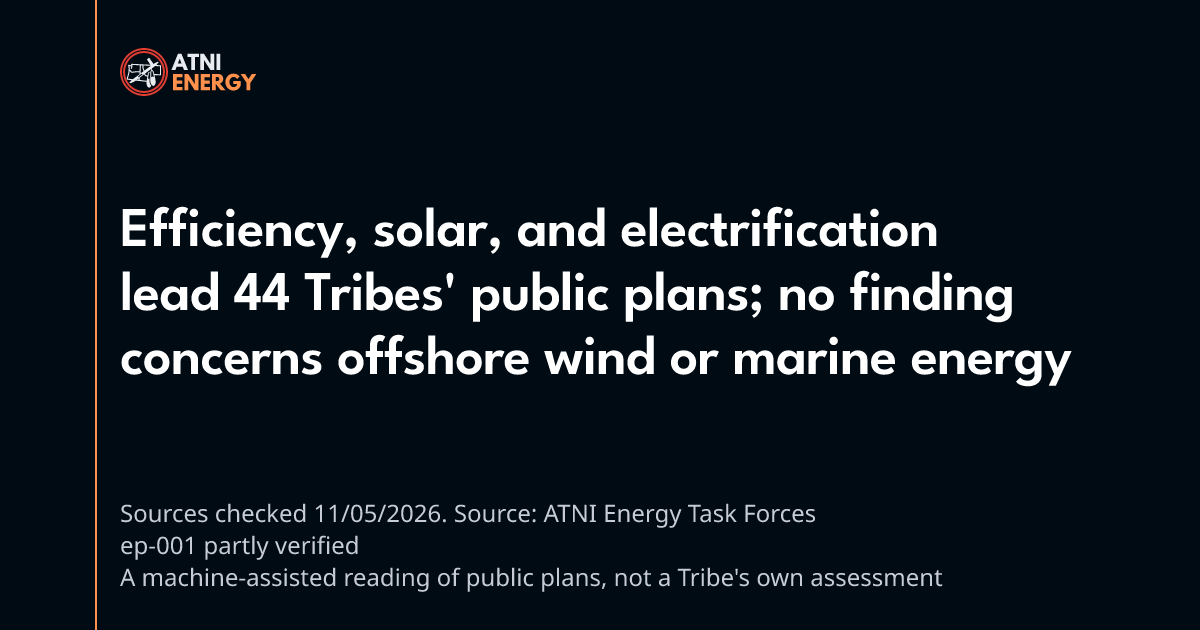 ATNI
ENERGY
Efficiency, solar, and electrification
lead 44 Tribes' public plans; no finding
concerns offshore wind or marine energy
Sources checked 11/05/2026. Source: ATNI Energy Task Forces
ep-001 partly verified
A machine-assisted reading of public plans, not a Tribe's own assessment